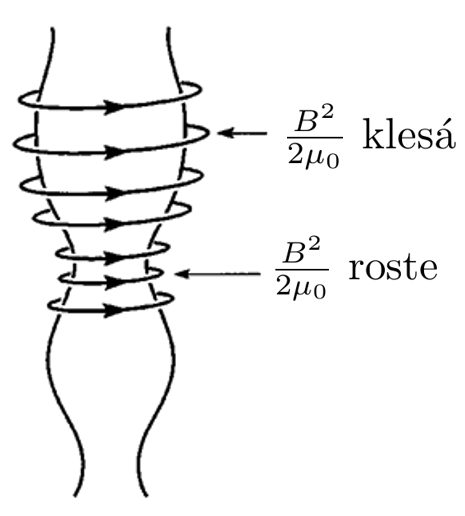 B²/2μ₀ klesá
B²/2μ₀ roste